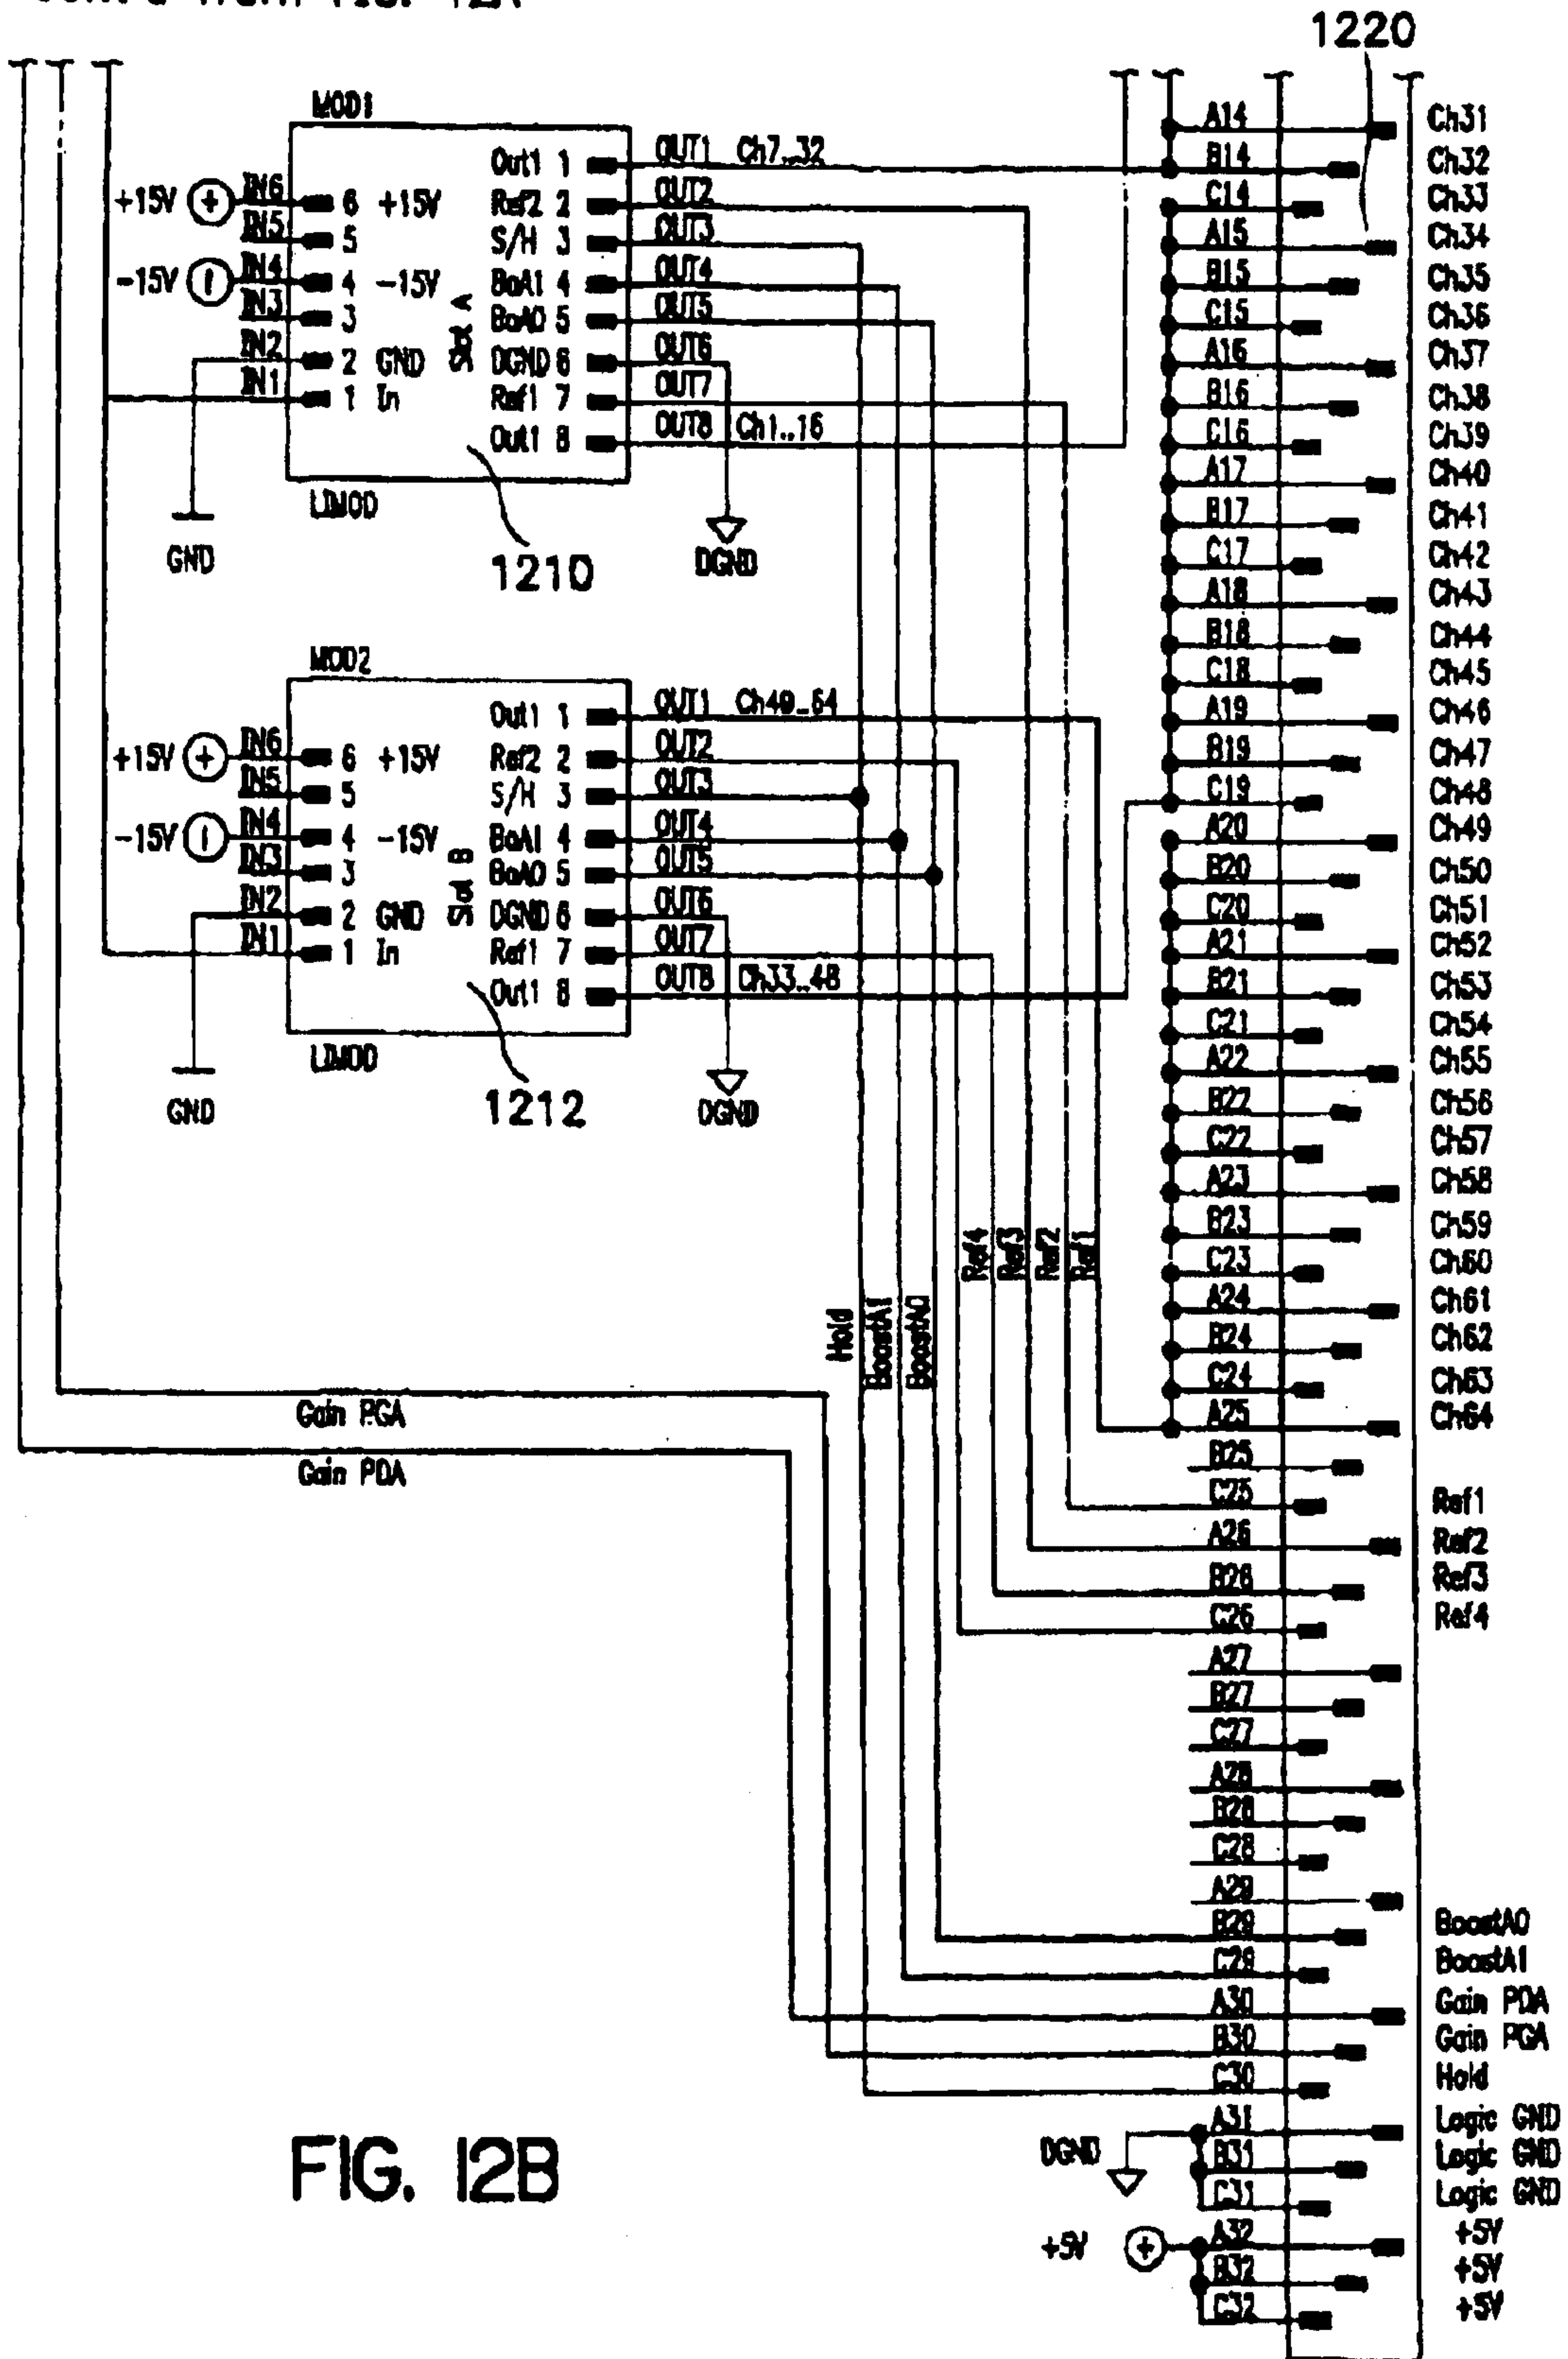 1220
MOD1
Out1 1 OUT1 Ch7..32
+15V IN6 6 +15V Ref2 2 OUT2
IN5 5 S/H 3 OUT3
-15V IN4 4 -15V BoA1 4 OUT4
IN3 3 BoA0 5 OUT5
IN2 2 GND DGND 6 OUT6
IN1 1 In Ref1 7 OUT7
Out1 8 OUT8 Ch1..16
Slot A
LIMOD
GND
1210
DGND
MOD2
Out1 1 OUT1 Ch49..64
+15V IN6 6 +15V Ref2 2 OUT2
IN5 5 S/H 3 OUT3
-15V IN4 4 -15V BoA1 4 OUT4
IN3 3 BoA0 5 OUT5
IN2 2 GND DGND 6 OUT6
IN1 1 In Ref1 7 OUT7
Out1 8 OUT8 Ch33..48
Slot B
LIMOD
GND
1212
DGND
Hold
BoostA1
BoostA0
Ref4
Ref3
Ref2
Ref1
Gain PGA
Gain PDA
A14 Ch31
B14 Ch32
C14 Ch33
A15 Ch34
B15 Ch35
C15 Ch36
A16 Ch37
B16 Ch38
C16 Ch39
A17 Ch40
B17 Ch41
C17 Ch42
A18 Ch43
B18 Ch44
C18 Ch45
A19 Ch46
B19 Ch47
C19 Ch48
A20 Ch49
B20 Ch50
C20 Ch51
A21 Ch52
B21 Ch53
C21 Ch54
A22 Ch55
B22 Ch56
C22 Ch57
A23 Ch58
B23 Ch59
C23 Ch60
A24 Ch61
B24 Ch62
C24 Ch63
A25 Ch64
B25
C25 Ref1
A26 Ref2
B26 Ref3
C26 Ref4
A27
B27
C27
A28
B28
C28
A29
B29 BoostA0
C29 BoostA1
A30 Gain PDA
B30 Gain PGA
C30 Hold
DGND A31 Logic GND
B31 Logic GND
C31 Logic GND
+5V A32 +5V
B32 +5V
C32 +5V
FIG. 12B